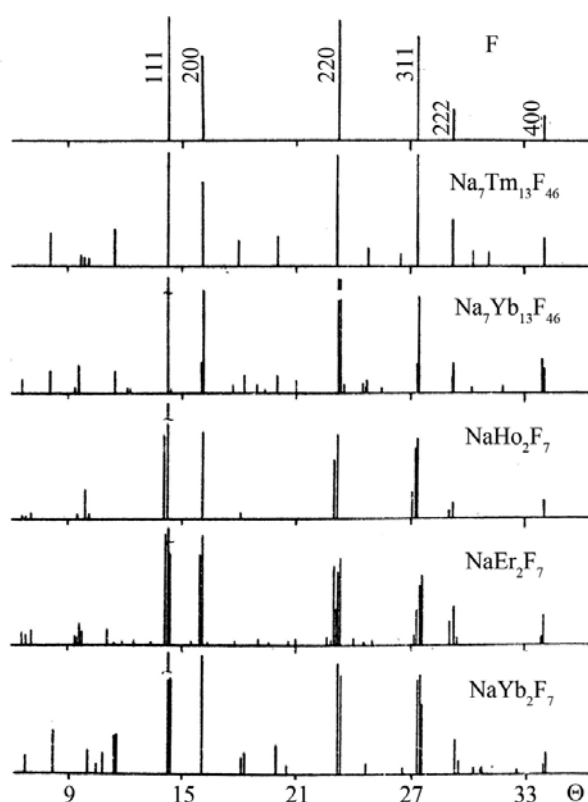 111
200
220
311
222
400
F
Na₇Tm₁₃F₄₆
Na₇Yb₁₃F₄₆
NaHo₂F₇
NaEr₂F₇
NaYb₂F₇
9
15
21
27
33
Θ